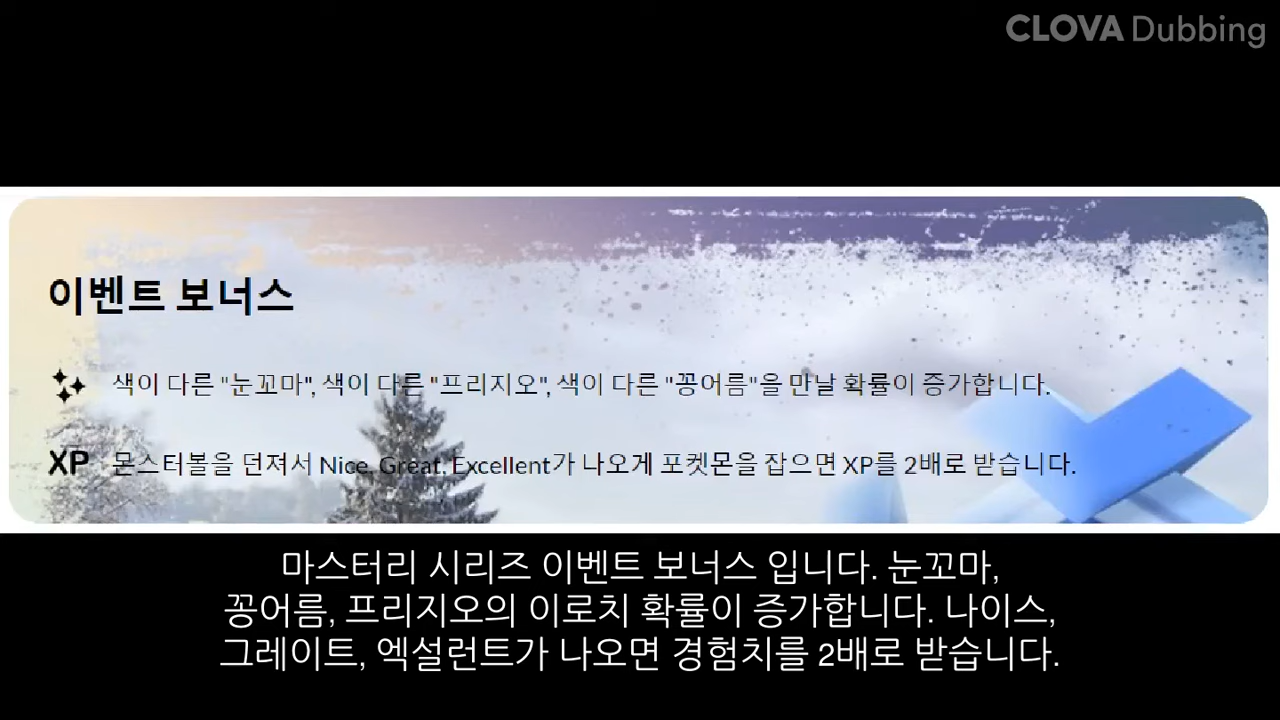 CLOVA Dubbing
이벤트 보너스
색이 다른 "눈꼬마", 색이 다른 "프리지오", 색이 다른 "꽁어름"을 만날 확률이 증가합니다.
XP 몬스터볼을 던져서 Nice, Great, Excellent가 나오게 포켓몬을 잡으면 XP를 2배로 받습니다.
마스터리 시리즈 이벤트 보너스 입니다. 눈꼬마,
꽁어름, 프리지오의 이로치 확률이 증가합니다. 나이스,
그레이트, 엑설런트가 나오면 경험치를 2배로 받습니다.